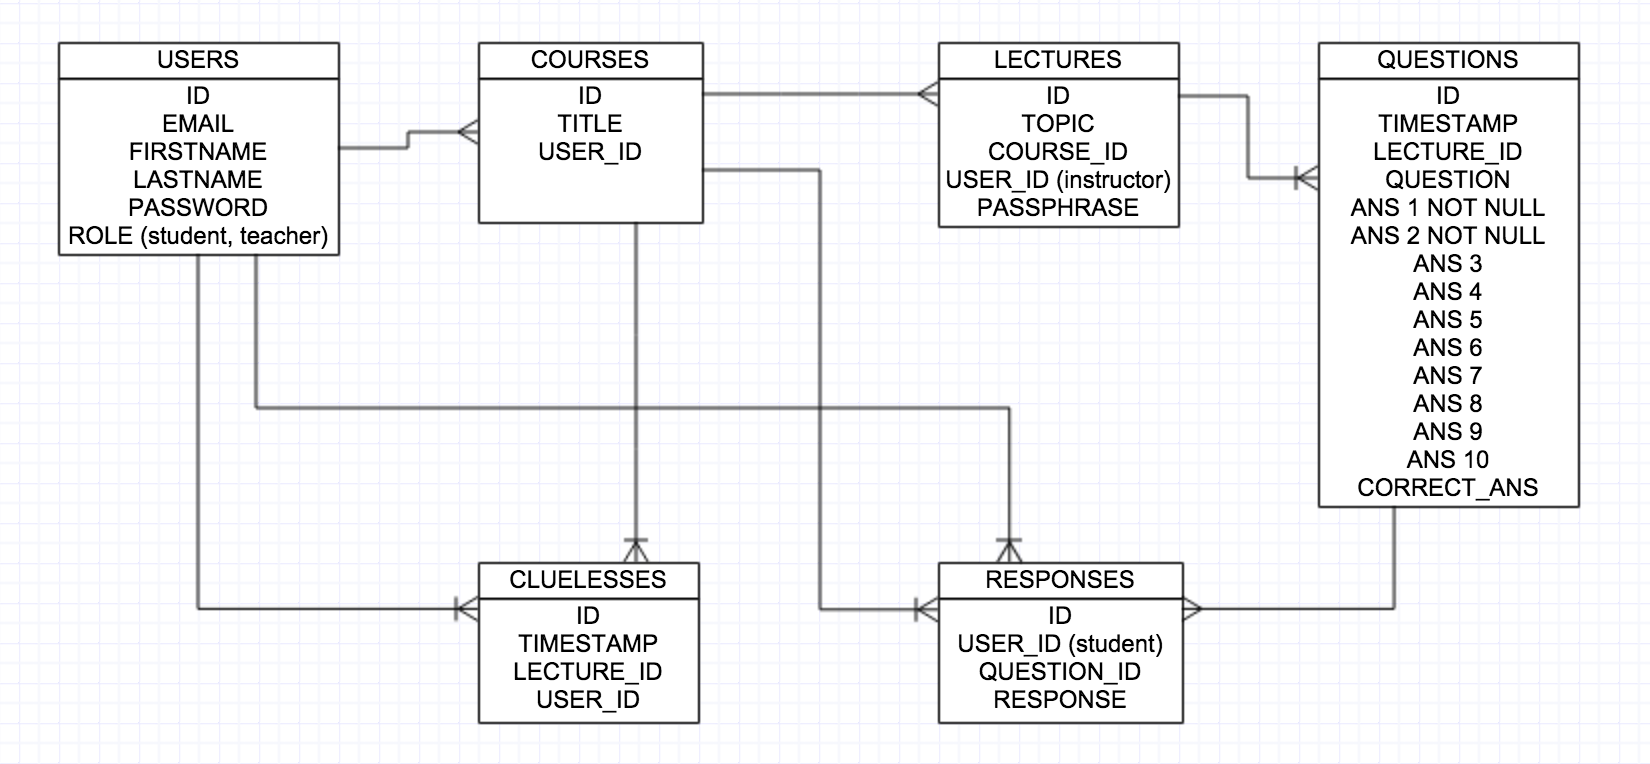 USERS
ID
EMAIL
FIRSTNAME
LASTNAME
PASSWORD
ROLE (student, teacher)
COURSES
ID
TITLE
USER_ID
LECTURES
ID
TOPIC
COURSE_ID
USER_ID (instructor)
PASSPHRASE
QUESTIONS
ID
TIMESTAMP
LECTURE_ID
QUESTION
ANS 1 NOT NULL
ANS 2 NOT NULL
ANS 3
ANS 4
ANS 5
ANS 6
ANS 7
ANS 8
ANS 9
ANS 10
CORRECT_ANS
CLUELESSES
ID
TIMESTAMP
LECTURE_ID
USER_ID
RESPONSES
ID
USER_ID (student)
QUESTION_ID
RESPONSE